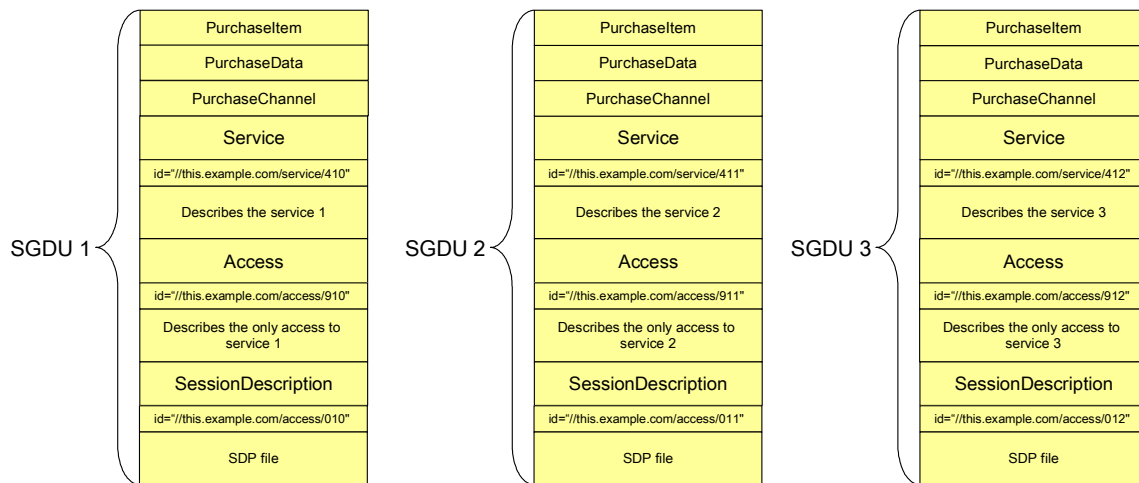 SGDU 1
PurchaseItem
PurchaseData
PurchaseChannel
Service
id="//this.example.com/service/410"
Describes the service 1
Access
id="//this.example.com/access/910"
Describes the only access to
service 1
SessionDescription
id="//this.example.com/access/010"
SDP file
SGDU 2
PurchaseItem
PurchaseData
PurchaseChannel
Service
id="//this.example.com/service/411"
Describes the service 2
Access
id="//this.example.com/access/911"
Describes the only access to
service 2
SessionDescription
id="//this.example.com/access/011"
SDP file
SGDU 3
PurchaseItem
PurchaseData
PurchaseChannel
Service
id="//this.example.com/service/412"
Describes the service 3
Access
id="//this.example.com/access/912"
Describes the only access to
service 3
SessionDescription
id="//this.example.com/access/012"
SDP file